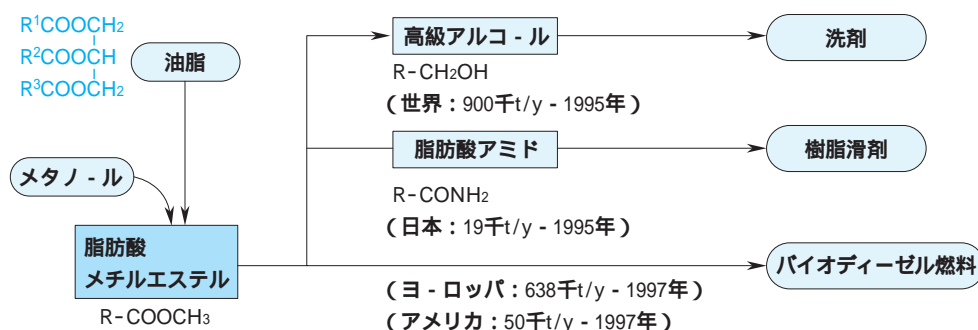 R¹COOCH₂
R²COOCH
R³COOCH₂
油脂
メタノ-ル
脂肪酸
メチルエステル
R-COOCH₃
高級アルコ-ル
R-CH₂OH
(世界:900千t/y-1995年)
洗剤
脂肪酸アミド
R-CONH₂
(日本:19千t/y-1995年)
樹脂滑剤
(ヨ-ロッパ:638千t/y-1997年)
(アメリカ:50千t/y-1997年)
バイオディーゼル燃料